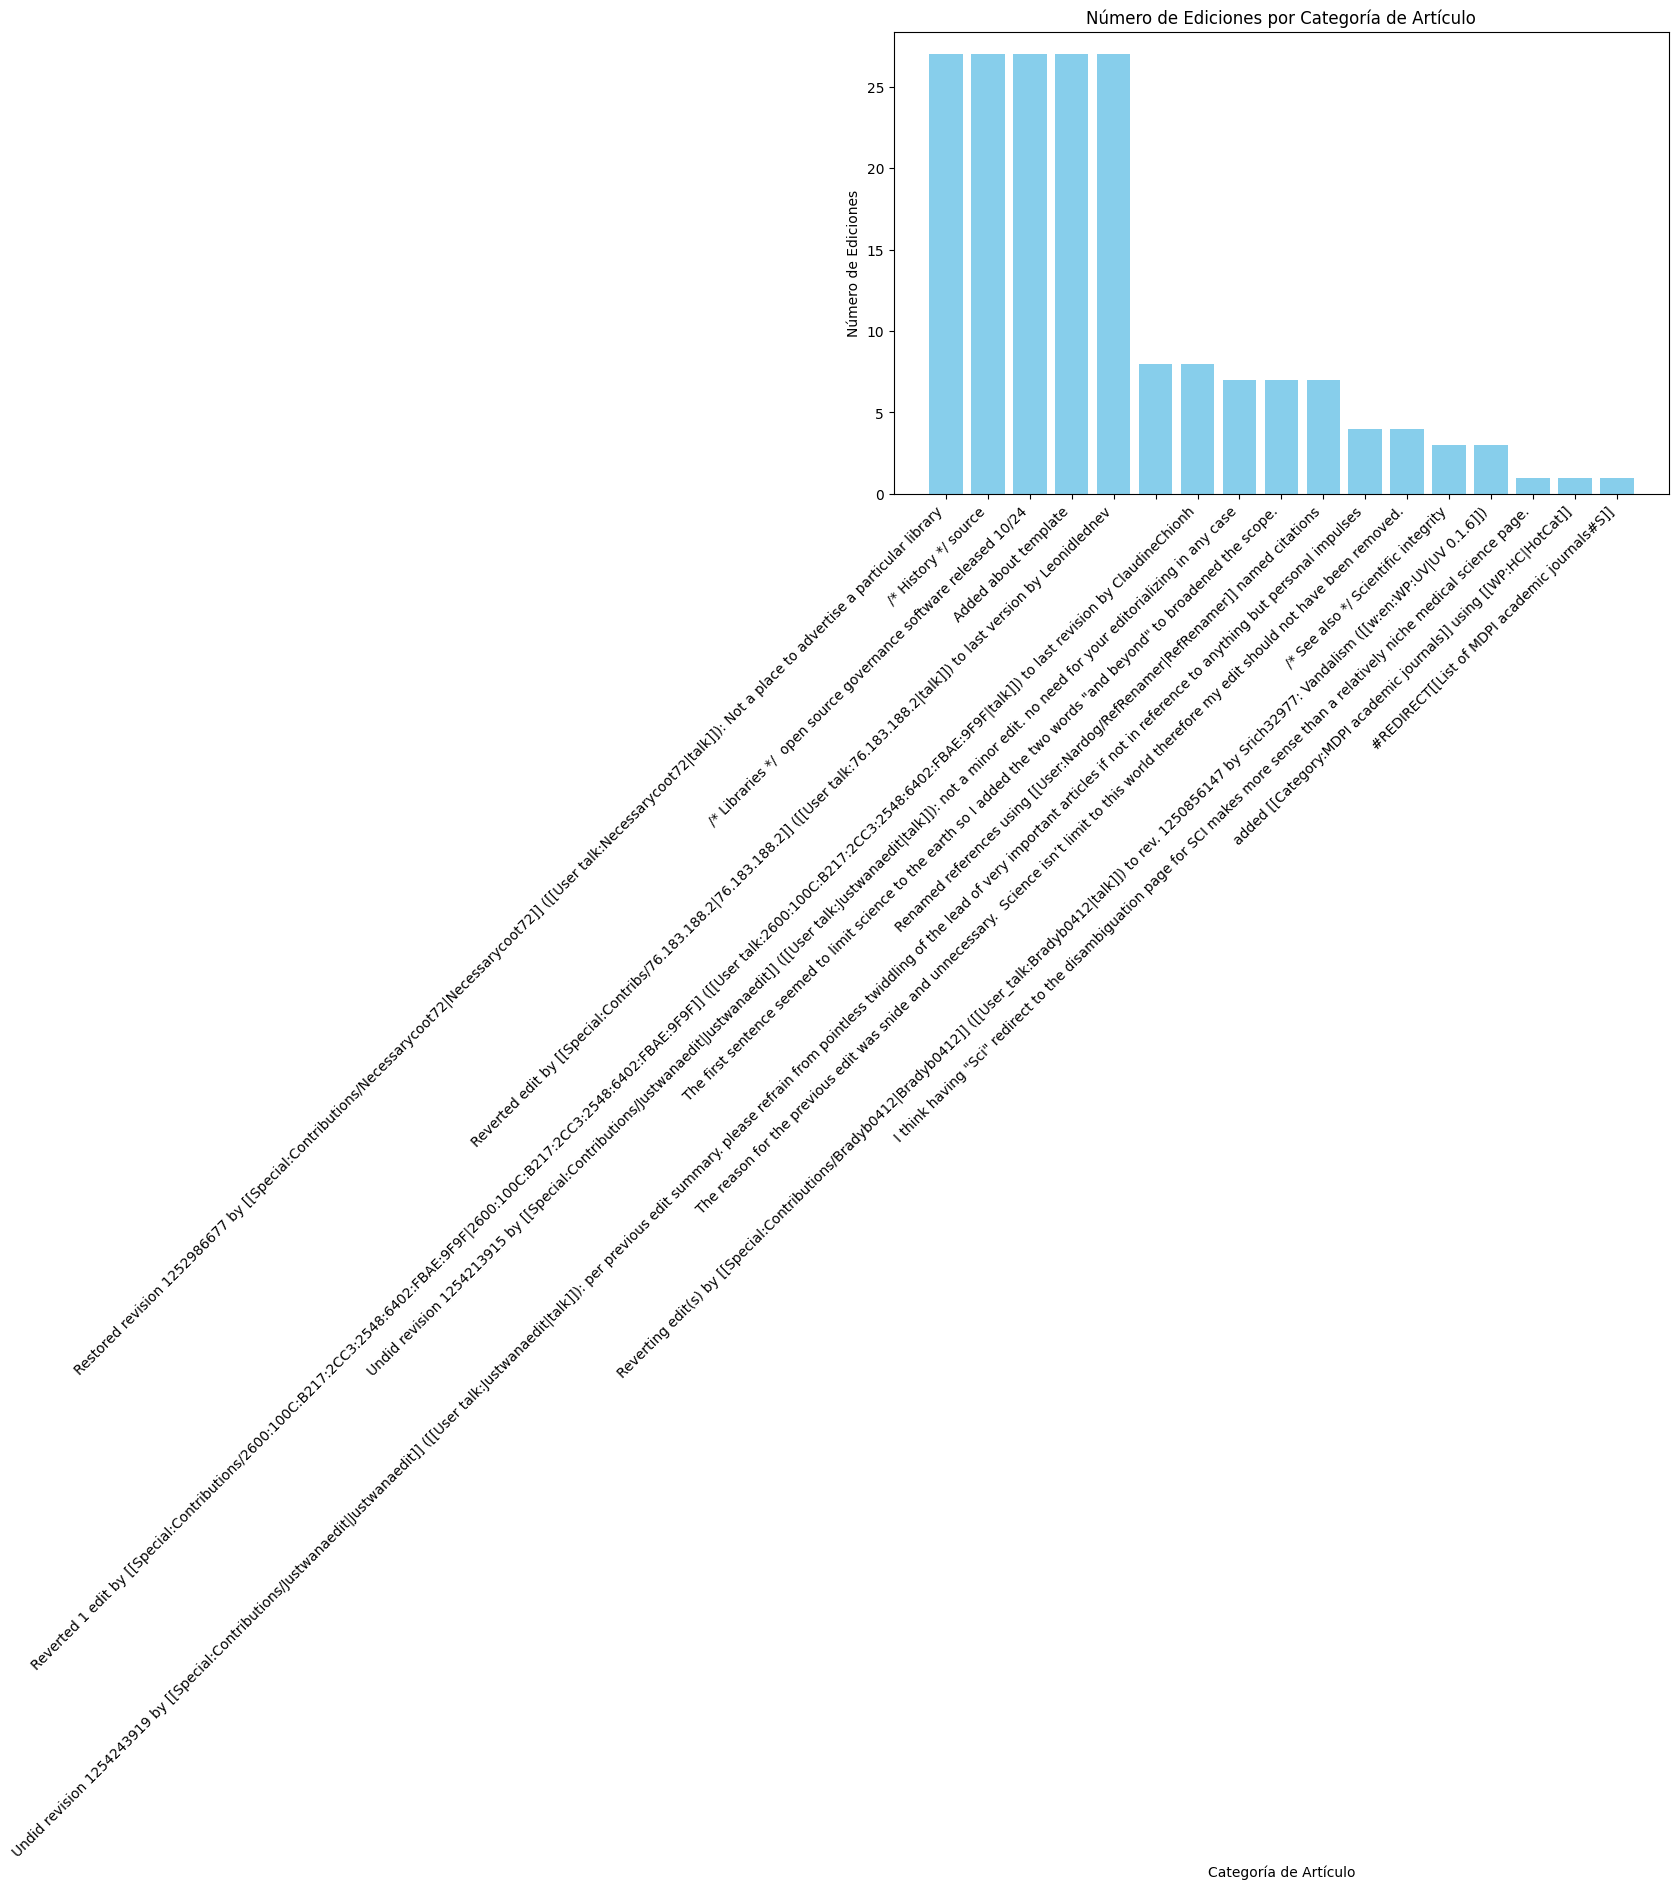 Número de Ediciones por Categoría de Artículo
Número de Ediciones
25
20
15
10
5
0
Restored revision 1252986677 by [[Special:Contributions/Necessarycoot72|Necessarycoot72]] ([[User talk:Necessarycoot72|talk]]): Not a place to advertise a particular library
/* History */ source
/* Libraries */  open source governance software released 10/24
Added about template
Reverted edit by [[Special:Contribs/76.183.188.2|76.183.188.2]] ([[User talk:76.183.188.2|talk]]) to last version by Leonidlednev
Reverted 1 edit by [[Special:Contributions/2600:100C:B217:2CC3:2548:6402:FBAE:9F9F|2600:100C:B217:2CC3:2548:6402:FBAE:9F9F]] ([[User talk:2600:100C:B217:2CC3:2548:6402:FBAE:9F9F|talk]]) to last revision by ClaudineChionh
Undid revision 1254213915 by [[Special:Contributions/Justwanaedit|Justwanaedit]] ([[User talk:Justwanaedit|talk]]): not a minor edit. no need for your editorializing in any case
The first sentence seemed to limit science to the earth so I added the two words "and beyond" to broadened the scope.
Renamed references using [[User:Nardog/RefRenamer|RefRenamer]] named citations
Undid revision 1254243919 by [[Special:Contributions/Justwanaedit|Justwanaedit]] ([[User talk:Justwanaedit|talk]]): per previous edit summary. please refrain from pointless twiddling of the lead of very important articles if not in reference to anything but personal impulses
The reason for the previous edit was snide and unnecessary.  Science isn't limit to this world therefore my edit should not have been removed.
/* See also */ Scientific integrity
Reverting edit(s) by [[Special:Contributions/Bradyb0412|Bradyb0412]] ([[User_talk:Bradyb0412|talk]]) to rev. 1250856147 by Srich32977: Vandalism ([[w:en:WP:UV|UV 0.1.6]])
I think having "Sci" redirect to the disambiguation page for SCI makes more sense than a relatively niche medical science page.
added [[Category:MDPI academic journals]] using [[WP:HC|HotCat]]
#REDIRECT[[List of MDPI academic journals#S]]
Categoría de Artículo